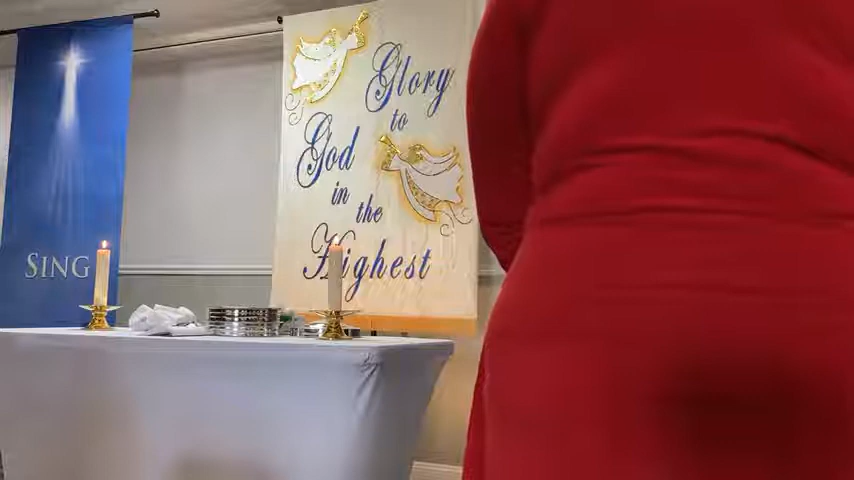 SING
Glory
to
God
in
the
Highest